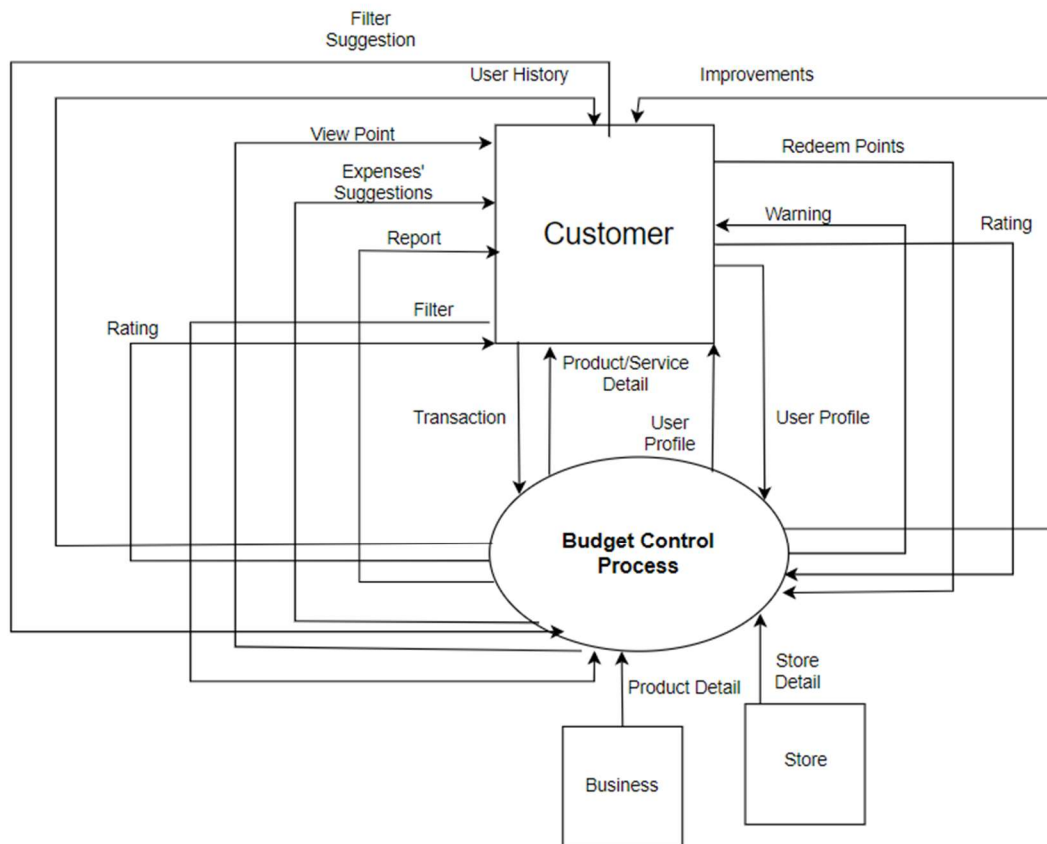 Filter
Suggestion
User History
Improvements
View Point
Redeem Points
Expenses'
Suggestions
Warning
Customer
Rating
Report
Filter
Rating
Product/Service
Detail
Transaction
User
Profile
User Profile
Budget Control
Process
Store
Detail
Product Detail
Store
Business